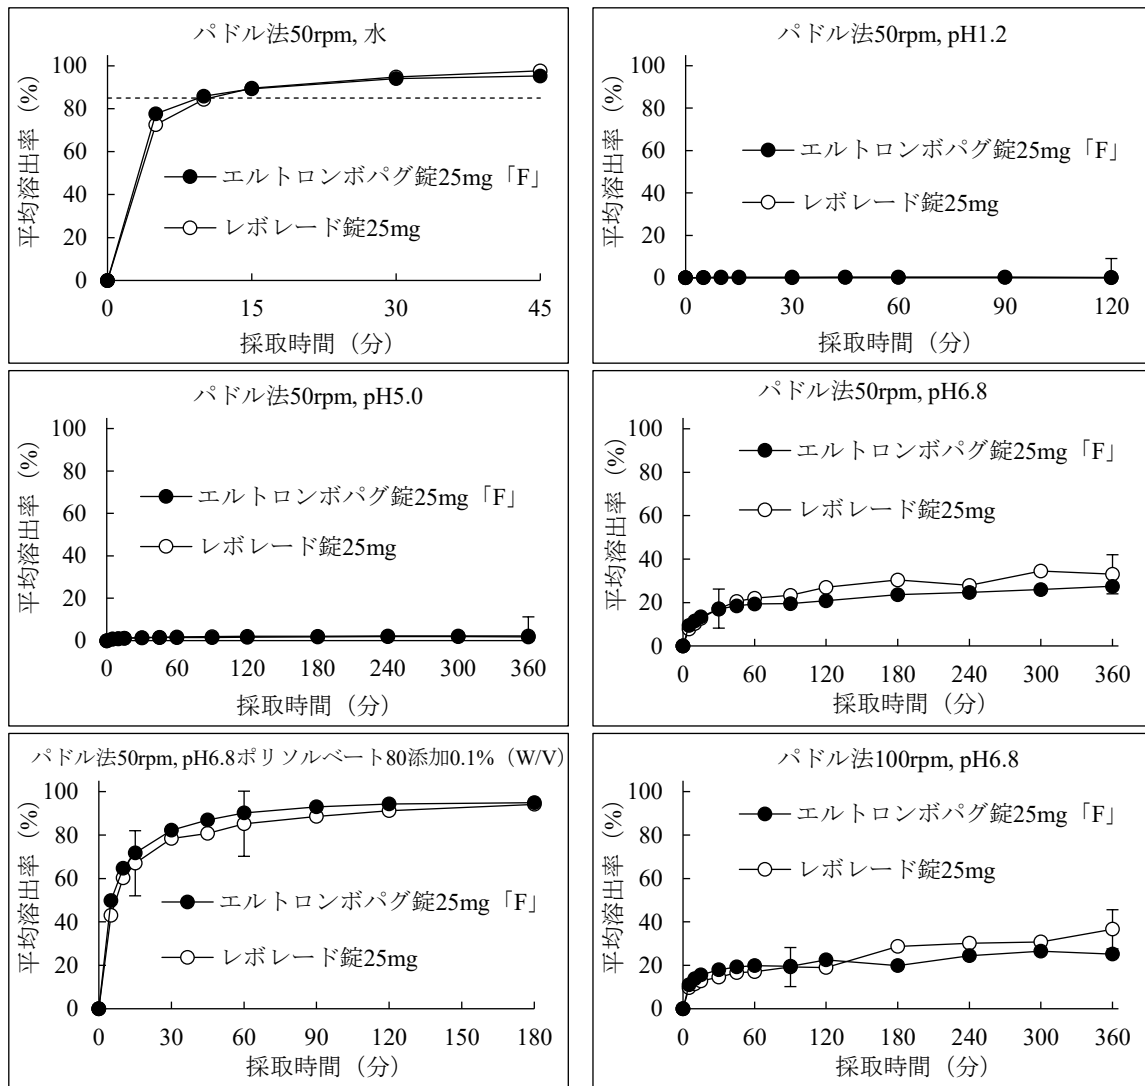 パドル法50rpm, 水
平均溶出率（%）
100
80
60
40
20
0
エルトロンボパグ錠25mg「F」
レボレード錠25mg
0 15 30 45
採取時間（分）
パドル法50rpm, pH1.2
平均溶出率（%）
100
80
60
40
20
0
エルトロンボパグ錠25mg「F」
レボレード錠25mg
0 30 60 90 120
採取時間（分）
パドル法50rpm, pH5.0
平均溶出率（%）
100
80
60
40
20
0
エルトロンボパグ錠25mg「F」
レボレード錠25mg
0 60 120 180 240 300 360
採取時間（分）
パドル法50rpm, pH6.8
平均溶出率（%）
100
80
60
40
20
0
エルトロンボパグ錠25mg「F」
レボレード錠25mg
0 60 120 180 240 300 360
採取時間（分）
パドル法50rpm, pH6.8ポリソルベート80添加0.1%（W/V）
平均溶出率（%）
100
80
60
40
20
0
エルトロンボパグ錠25mg「F」
レボレード錠25mg
0 30 60 90 120 150 180
採取時間（分）
パドル法100rpm, pH6.8
平均溶出率（%）
100
80
60
40
20
0
エルトロンボパグ錠25mg「F」
レボレード錠25mg
0 60 120 180 240 300 360
採取時間（分）